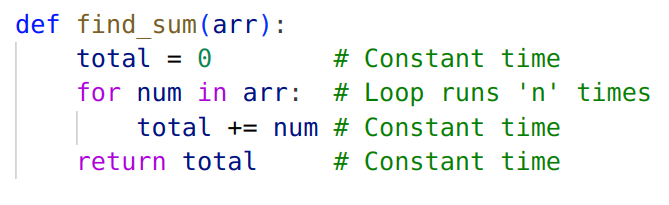 def find_sum(arr):
    total = 0        # Constant time
    for num in arr:  # Loop runs 'n' times
        total += num # Constant time
    return total     # Constant time